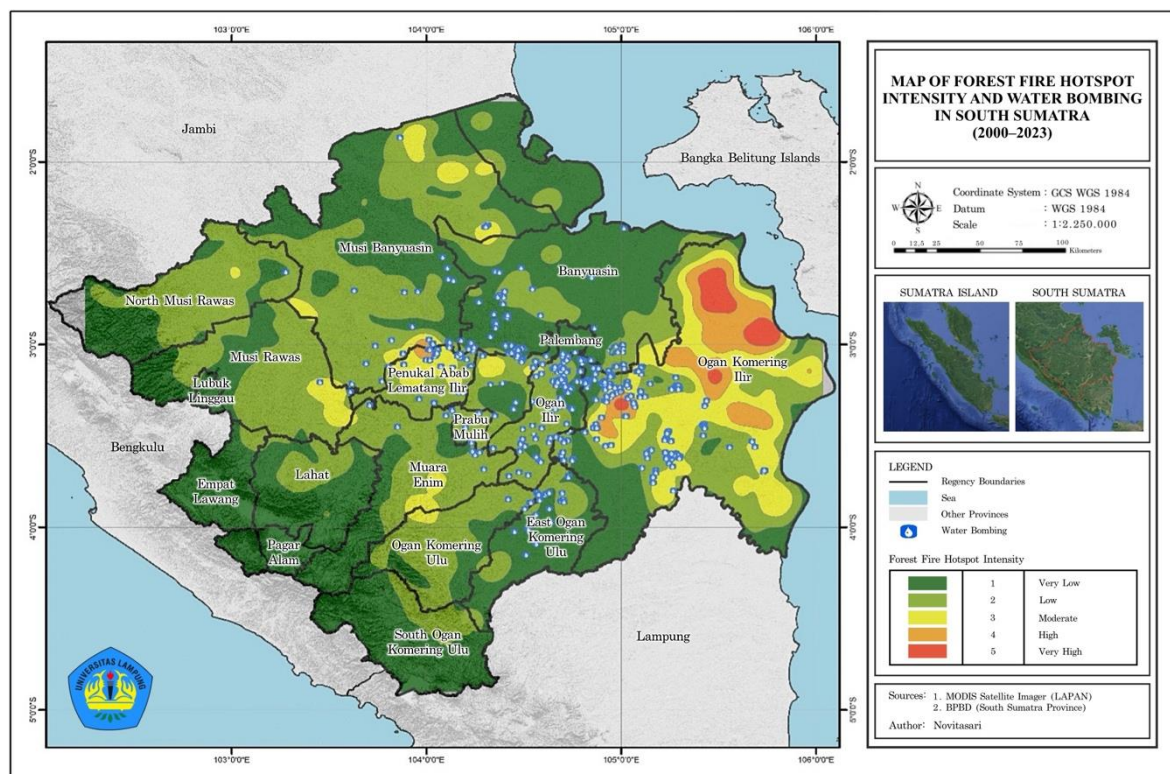 103°0'0"E
104°0'0"E
105°0'0"E
106°0'0"E
2°0'0"S
3°0'0"S
4°0'0"S
5°0'0"S
Jambi
Bangka Belitung Islands
Musi Banyuasin
Banyuasin
North Musi Rawas
Musi Rawas
Palembang
Ogan Komering
Ilir
Penukal Abab
Lematang Ilir
Lubuk
Linggau
Ogan
Ilir
Prabu
Mulih
Bengkulu
Lahat
Muara
Enim
Empat
Lawang
East Ogan
Komering
Ulu
Pagar
Alam
Ogan Komering
Ulu
South Ogan
Komering Ulu
Lampung
UNIVERSITAS LAMPUNG
103°0'0"E
104°0'0"E
105°0'0"E
106°0'0"E
2°0'0"S
3°0'0"S
4°0'0"S
5°0'0"S
MAP OF FOREST FIRE HOTSPOT
INTENSITY AND WATER BOMBING
IN SOUTH SUMATRA
(2000–2023)
N
W E
S
Coordinate System : GCS WGS 1984
Datum : WGS 1984
Scale : 1:2.250.000
0 12,5 25 50 75 100
Kilometers
SUMATRA ISLAND
SOUTH SUMATRA
LEGEND
Regency Boundaries
Sea
Other Provinces
Water Bombing
Forest Fire Hotspot Intensity
1 Very Low
2 Low
3 Moderate
4 High
5 Very High
Sources: 1. MODIS Satellite Imager (LAPAN)
2. BPBD (South Sumatra Province)
Author: Novitasari